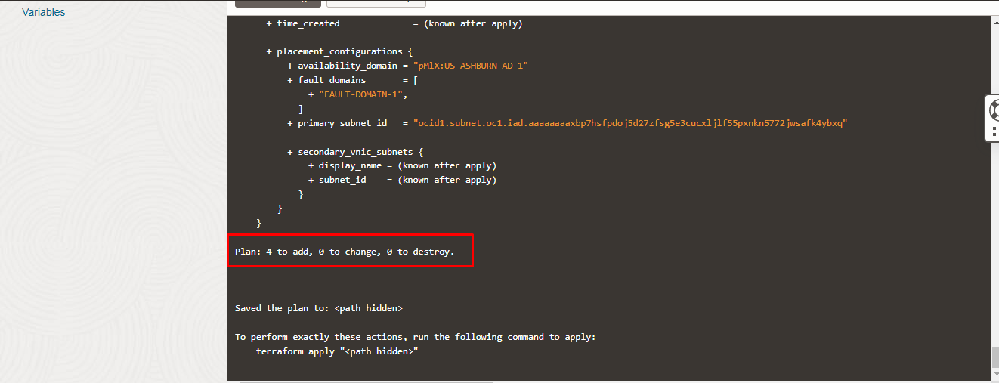 Variables
+ time_created = (known after apply)
+ placement_configurations {
+ availability_domain = "pMlX:US-ASHBURN-AD-1"
+ fault_domains = [
+ "FAULT-DOMAIN-1",
]
+ primary_subnet_id = "ocid1.subnet.oc1.iad.aaaaaaaaxbp7hsfpdoj5d27zfsg5e3cucxljlf55pxnkn5772jwsafk4ybxq"
+ secondary_vnic_subnets {
+ display_name = (known after apply)
+ subnet_id = (known after apply)
}
}
}
Plan: 4 to add, 0 to change, 0 to destroy.
Saved the plan to: <path hidden>
To perform exactly these actions, run the following command to apply:
terraform apply "<path hidden>"